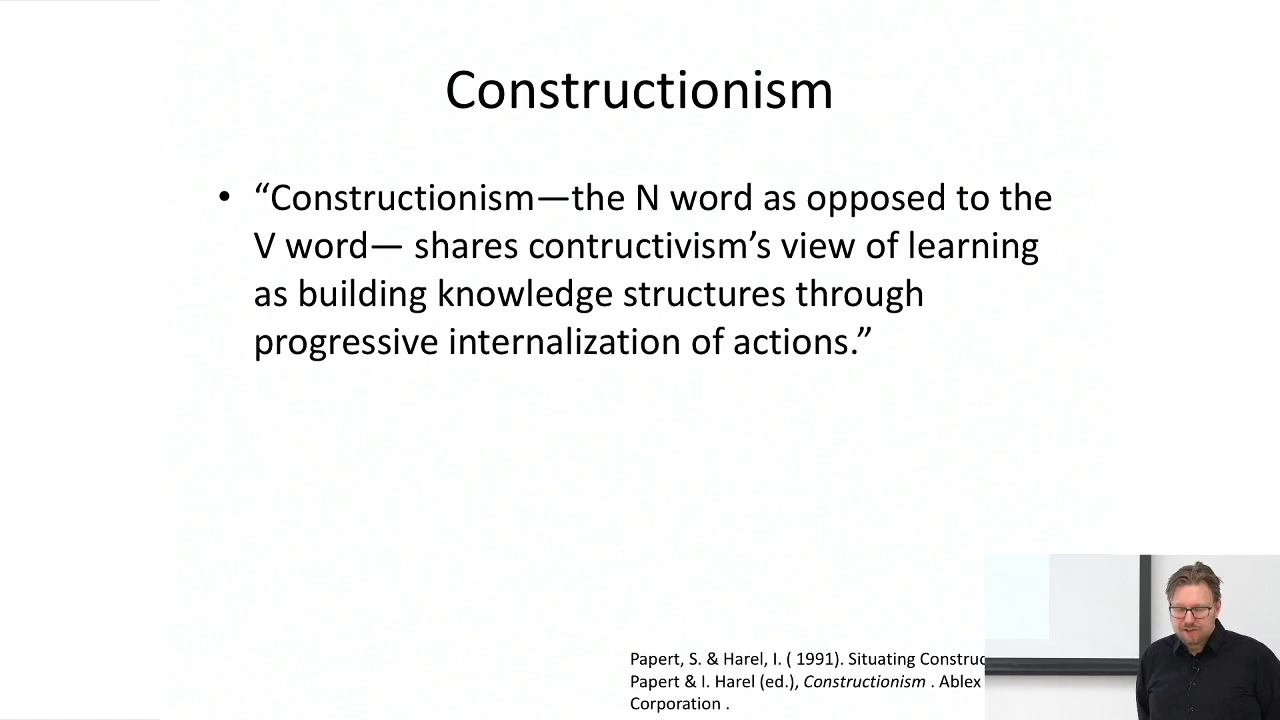 Constructionism
• “Constructionism—the N word as opposed to the
V word— shares contructivism’s view of learning
as building knowledge structures through
progressive internalization of actions.”
Papert, S. & Harel, I. ( 1991). Situating
Papert & I. Harel (ed.), Constructionism . Ablex
Corporation .